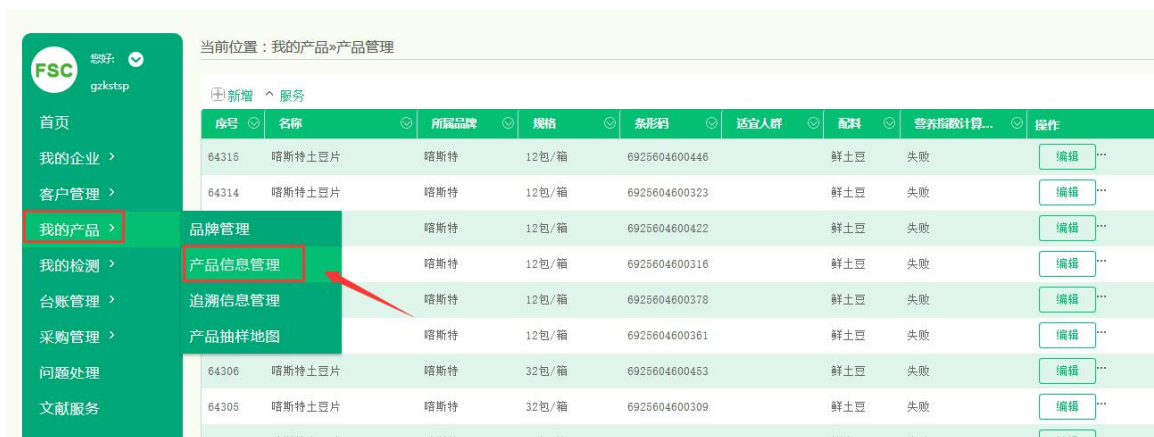 当前位置：我的产品»产品管理
FSC
您好:
gzkstsp
新增 服务
序号 名称 所属品牌 规格 条形码 适宜人群 配料 营养指数计算... 操作
首页
我的企业
客户管理
我的产品
我的检测
台账管理
采购管理
问题处理
文献服务
品牌管理
产品信息管理
追溯信息管理
产品抽样地图
64315 喀斯特土豆片 喀斯特 12包/箱 6925604600446 鲜土豆 失败 编辑 ...
64314 喀斯特土豆片 喀斯特 12包/箱 6925604600323 鲜土豆 失败 编辑 ...
喀斯特 12包/箱 6925604600422 鲜土豆 失败 编辑 ...
喀斯特 12包/箱 6925604600316 鲜土豆 失败 编辑 ...
喀斯特 12包/箱 6925604600378 鲜土豆 失败 编辑 ...
喀斯特 12包/箱 6925604600361 鲜土豆 失败 编辑 ...
64306 喀斯特土豆片 喀斯特 32包/箱 6925604600453 鲜土豆 失败 编辑 ...
64305 喀斯特土豆片 喀斯特 32包/箱 6925604600309 鲜土豆 失败 编辑 ...